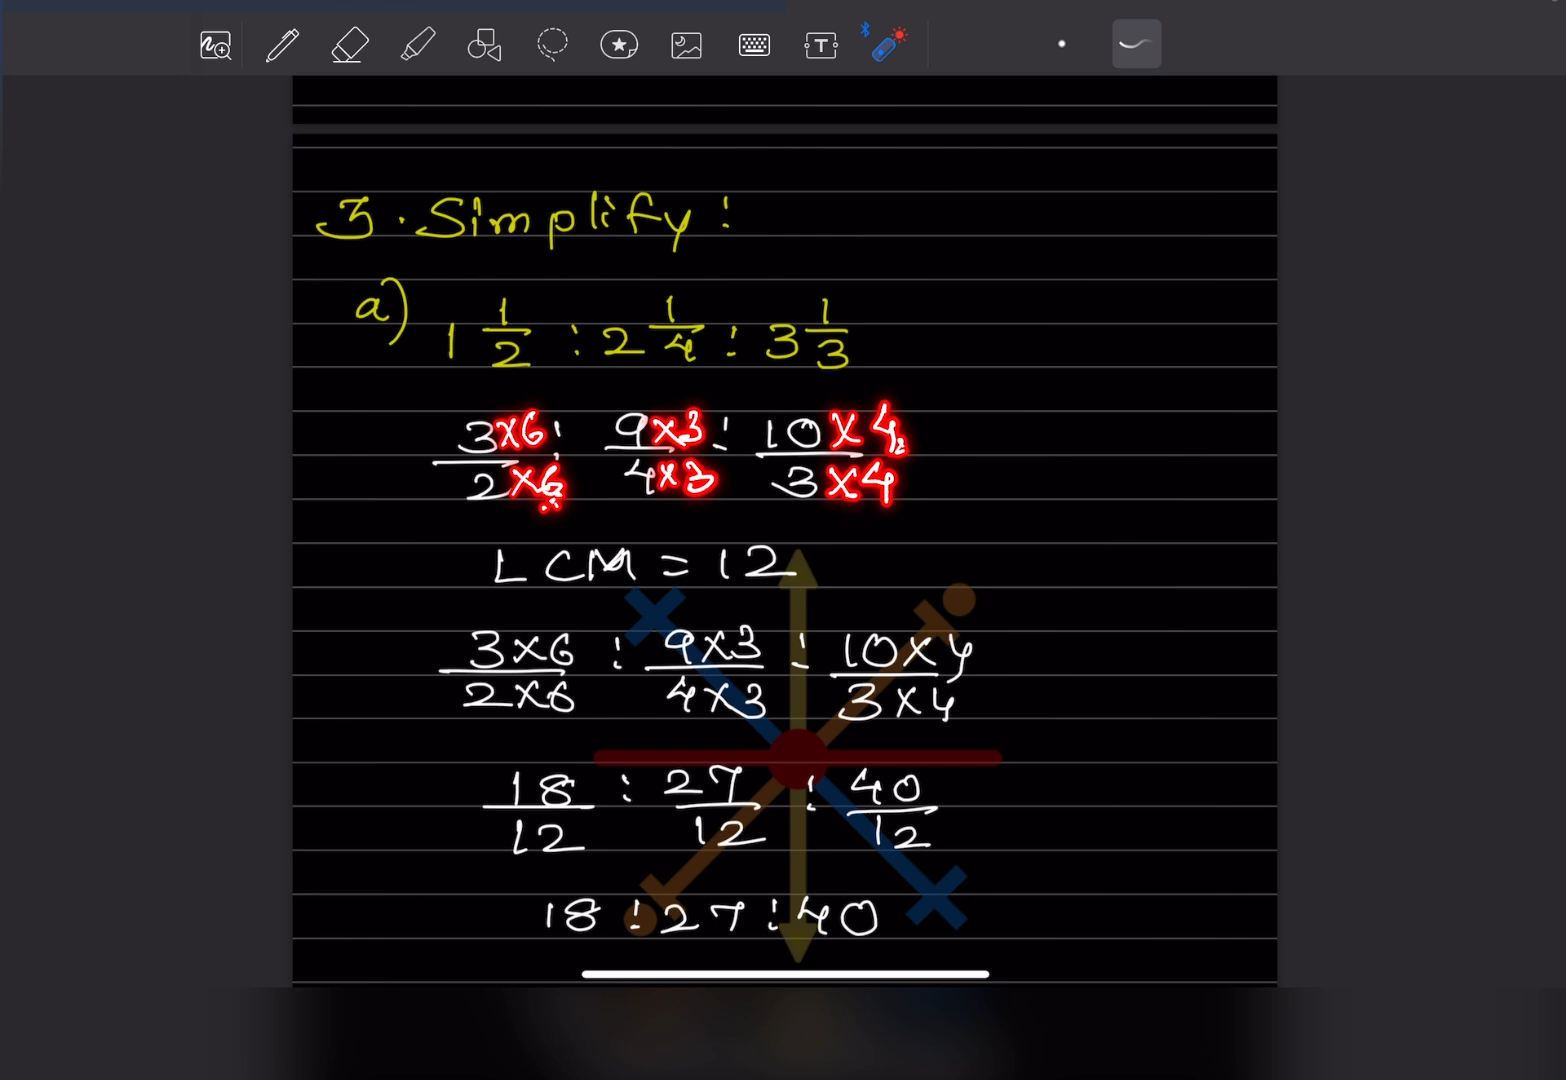 3. Simplify:
a) 1 1/2 : 2 1/4 : 3 1/3
3×6/2×6 : 9×3/4×3 : 10×4/3×4
LCM = 12
3×6/2×6 : 9×3/4×3 : 10×4/3×4
18/12 : 27/12 : 40/12
18 : 27 : 40